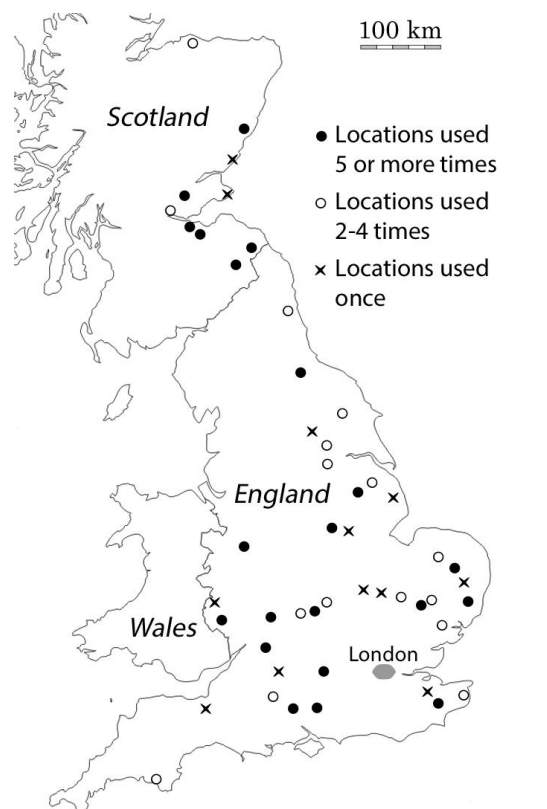 100 km
Scotland
Locations used
5 or more times
Locations used
2-4 times
Locations used
once
England
Wales
London